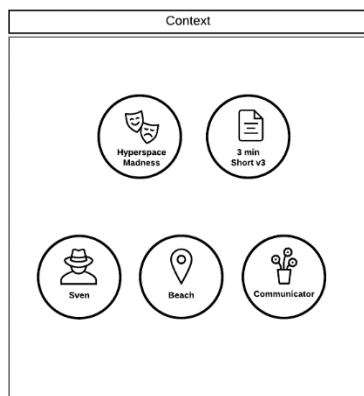 Context
Hyperspace
Madness
3 min
Short v3
Sven
Beach
Communicator